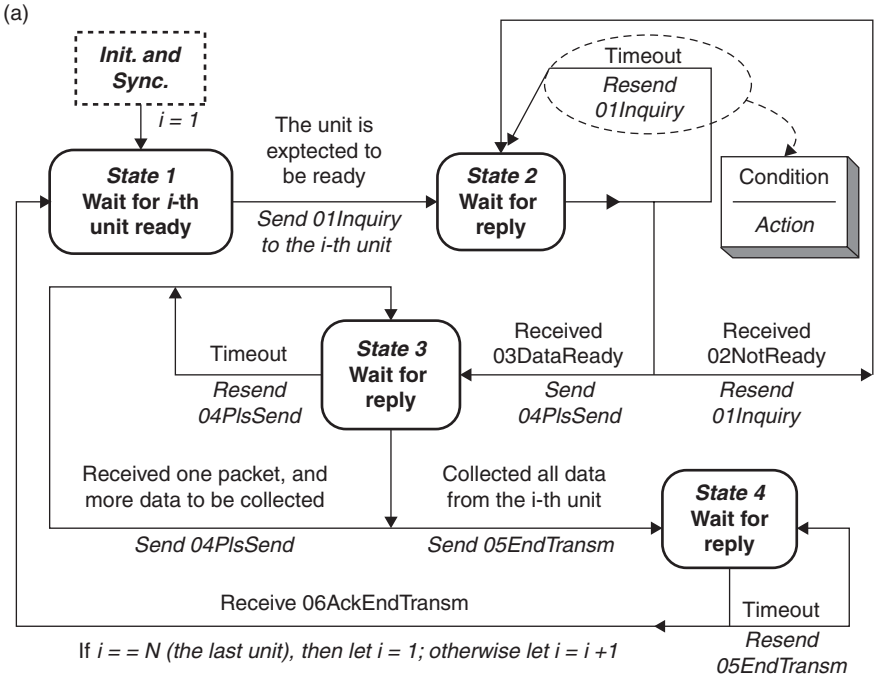 (a)
Init. and
Sync.
i = 1
State 1
Wait for i-th
unit ready
The unit is
exptected to
be ready
Send 01Inquiry
to the i-th unit
State 2
Wait for
reply
Timeout
Resend
01Inquiry
Condition
Action
Timeout
Resend
04PlsSend
State 3
Wait for
reply
Received
03DataReady
Send
04PlsSend
Received
02NotReady
Resend
01Inquiry
Received one packet, and
more data to be collected
Send 04PlsSend
Collected all data
from the i-th unit
Send 05EndTransm
State 4
Wait for
reply
Receive 06AckEndTransm
If i = = N (the last unit), then let i = 1; otherwise let i = i +1
Timeout
Resend
05EndTransm